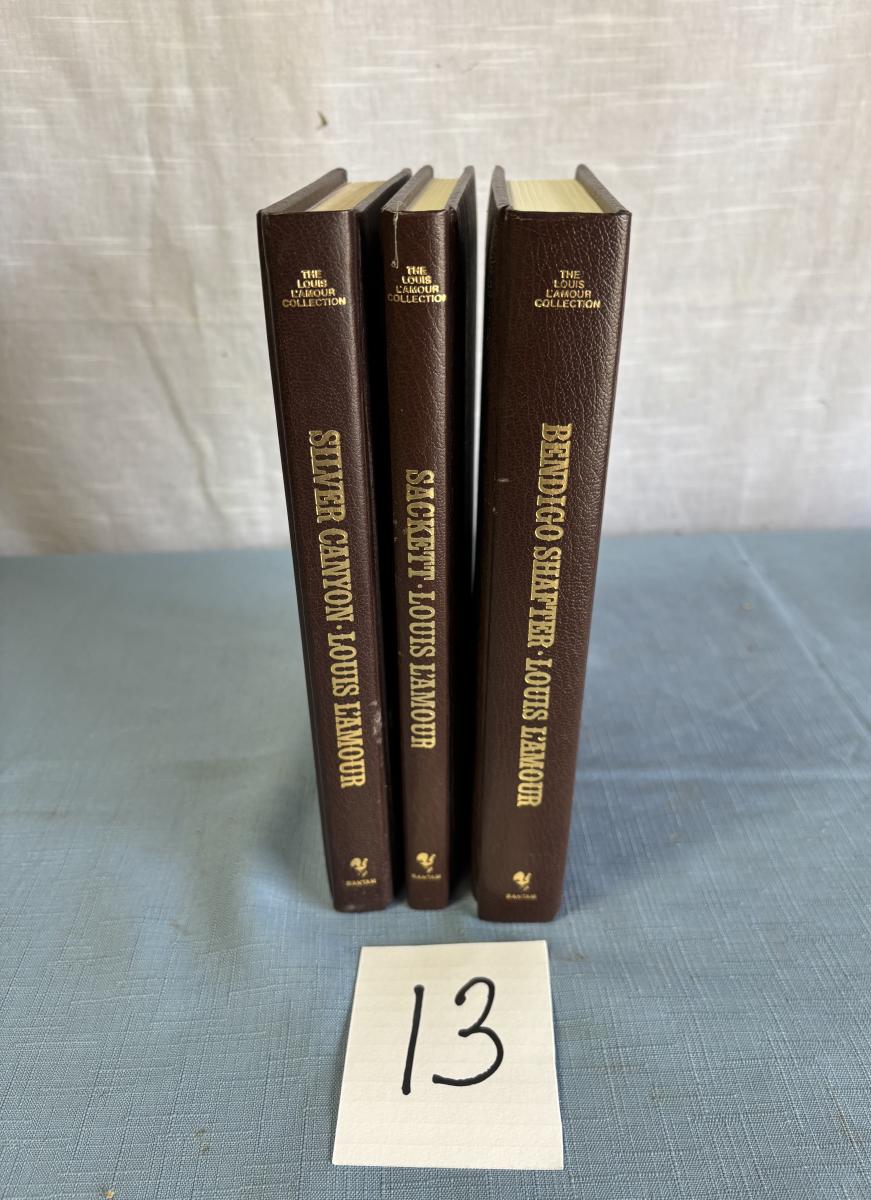 THE
LOUIS
L'AMOUR
COLLECTION
SILVER CANYON · LOUIS L'AMOUR
BANTAM
THE
LOUIS
L'AMOUR
COLLECTION
SACKETT · LOUIS L'AMOUR
BANTAM
THE
LOUIS
L'AMOUR
COLLECTION
BENDIGO SHAFTER · LOUIS L'AMOUR
BANTAM
13